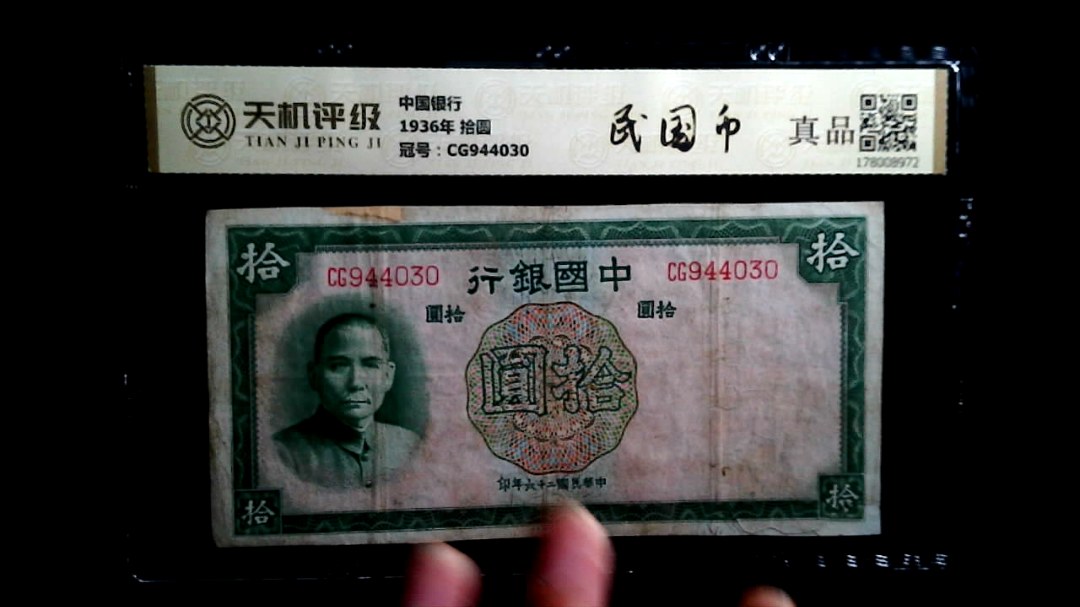 天机评级
TIAN JI PING JI
中国银行
1936年 拾圆
冠号：CG944030
民国币
真品
178008972
拾
拾
CG944030
行銀國中
CG944030
圓拾
圓拾
圓拾
印年六十二國民華中
拾
拾